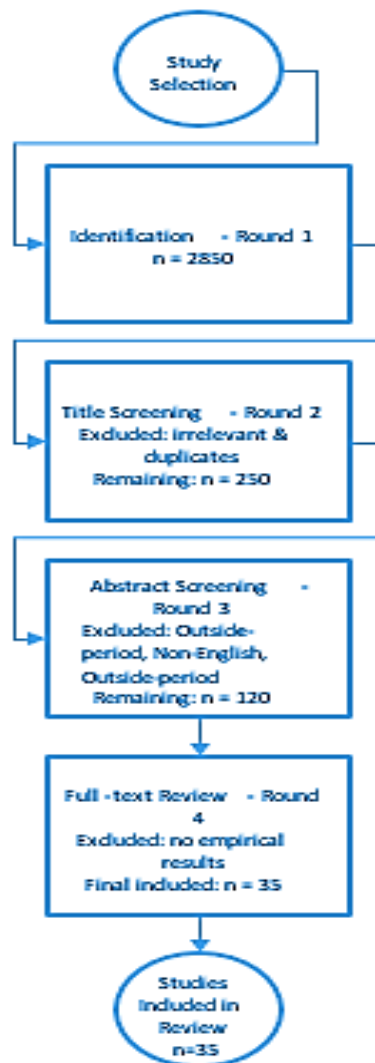 Study
Selection
Identification - Round 1
n = 2850
Title Screening - Round 2
Excluded: irrelevant &
duplicates
Remaining: n = 250
Abstract Screening -
Round 3
Excluded: Outside-
period, Non-English,
Outside-period
Remaining: n = 120
Full -text Review - Round
4
Excluded: no empirical
results
Final included: n = 35
Studies
Included in
Review
n=35